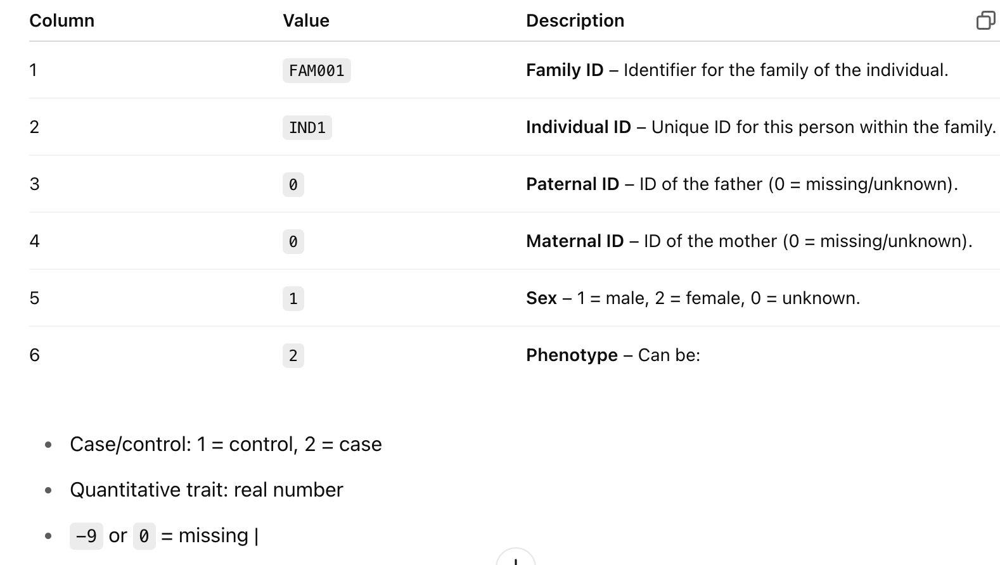 Column Value Description
1 FAM001 Family ID – Identifier for the family of the individual.
2 IND1 Individual ID – Unique ID for this person within the family.
3 0 Paternal ID – ID of the father (0 = missing/unknown).
4 0 Maternal ID – ID of the mother (0 = missing/unknown).
5 1 Sex – 1 = male, 2 = female, 0 = unknown.
6 2 Phenotype – Can be:
• Case/control: 1 = control, 2 = case
• Quantitative trait: real number
• -9 or 0 = missing |